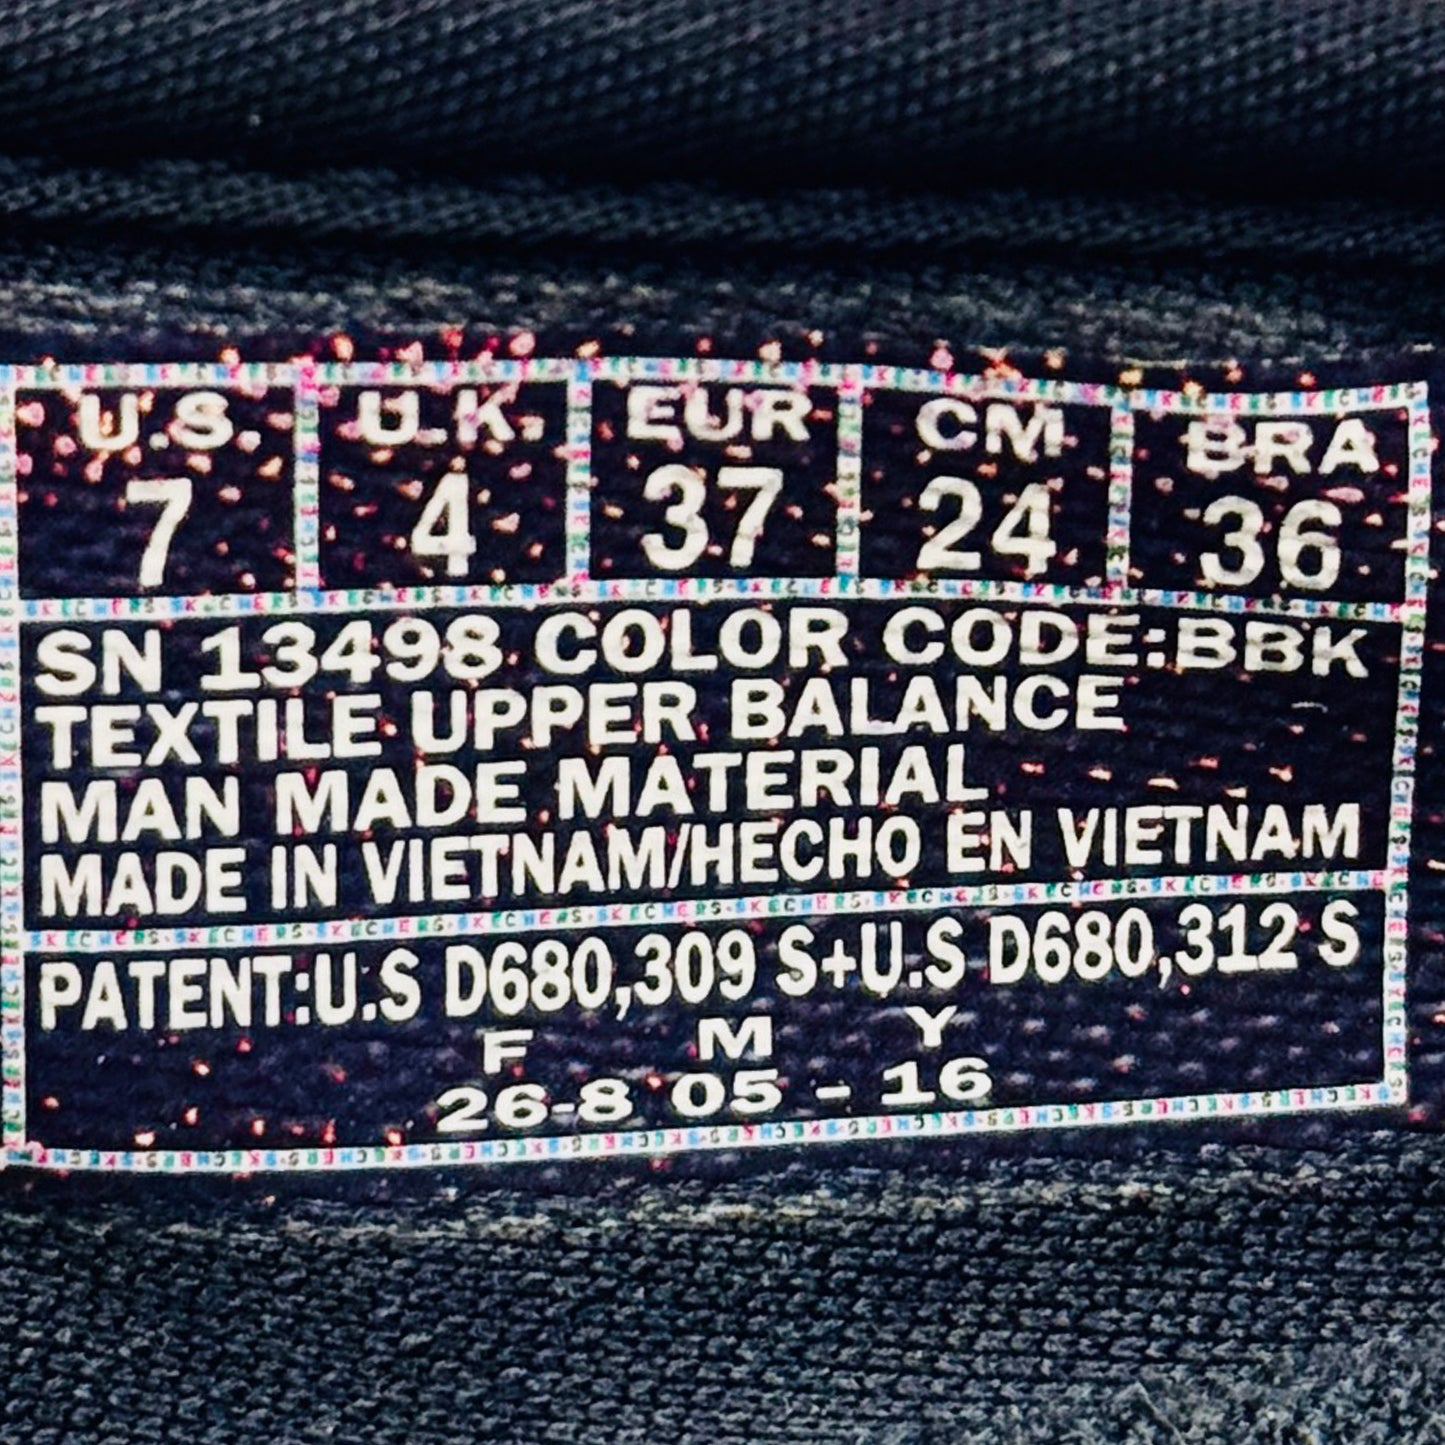 U.S. U.K. EUR CM BRA.
7 4 37 24 36
SN 13498 COLOR CODE:BBK
TEXTILE UPPER BALANCE
MAN MADE MATERIAL
MADE IN VIETNAM/HECHO EN VIETNAM
PATENT:U.S D680,309 S+U.S D680,312 S
F M Y
26-8 05 - 16